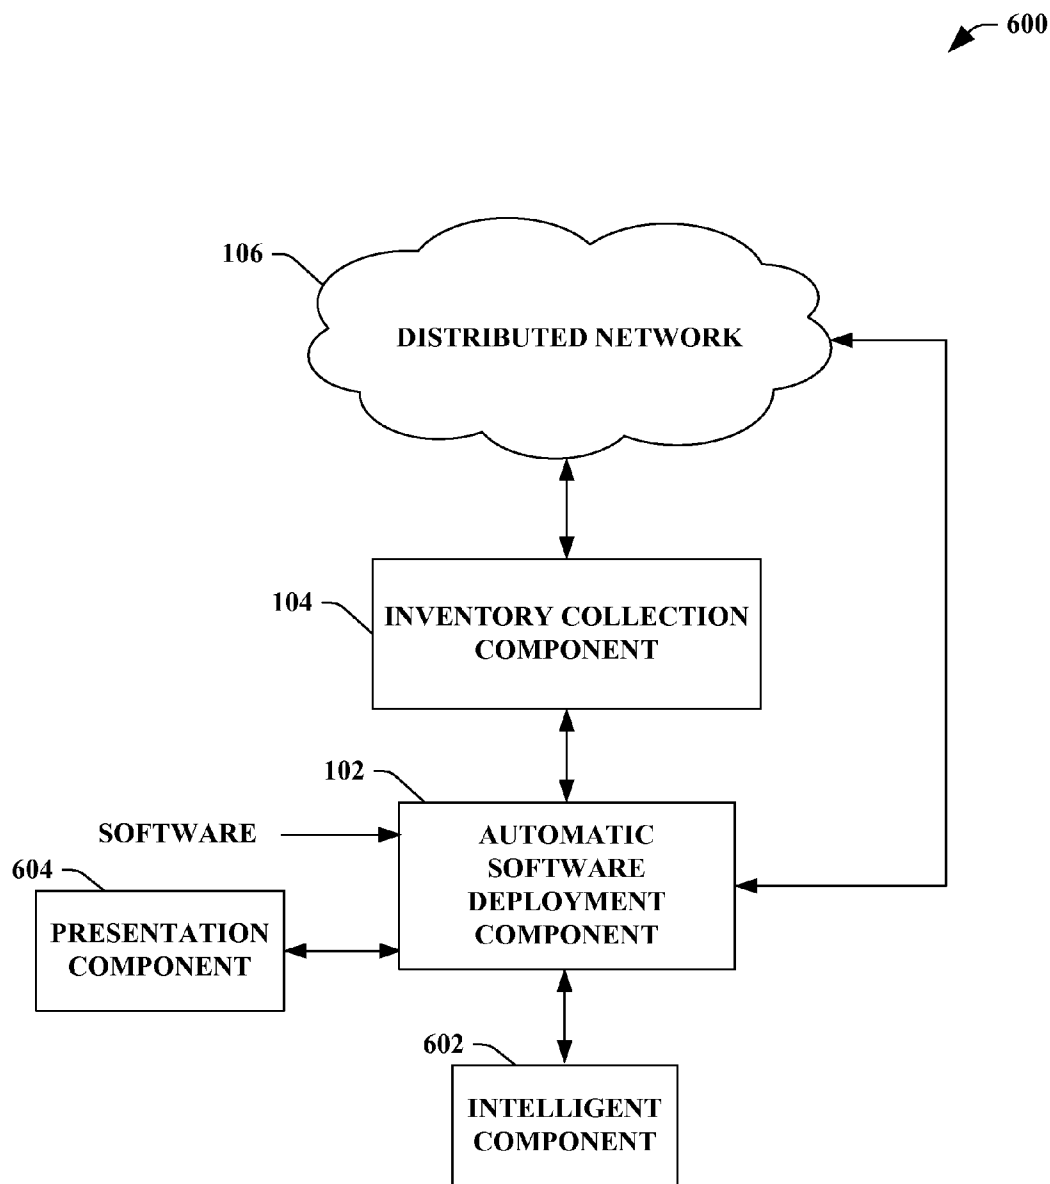 600
106
DISTRIBUTED NETWORK
104
INVENTORY COLLECTION
COMPONENT
102
SOFTWARE
AUTOMATIC
SOFTWARE
DEPLOYMENT
COMPONENT
604
PRESENTATION
COMPONENT
602
INTELLIGENT
COMPONENT